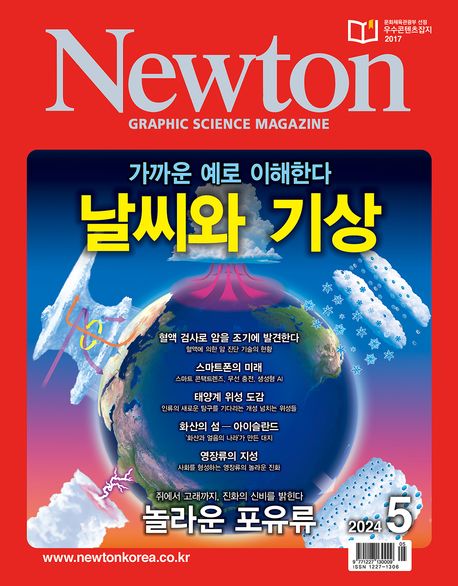 문화체육관광부 선정
우수콘텐츠잡지
2017
Newton
GRAPHIC SCIENCE MAGAZINE
가까운 예로 이해한다
날씨와 기상
혈액 검사로 암을 조기에 발견한다
혈액에 의한 암 진단 기술의 현황
스마트폰의 미래
스마트 콘택트렌즈, 무선 충전, 생성형 AI
태양계 위성 도감
인류의 새로운 탐구를 기다리는 개성 넘치는 위성들
화산의 섬 — 아이슬란드
'화산과 얼음의 나라'가 만든 대지
영장류의 지성
사회를 형성하는 영장류의 놀라운 진화
쥐에서 고래까지, 진화의 신비를 밝힌다
놀라운 포유류
2024 5
www.newtonkorea.co.kr
05
9 771227 130009
ISSN 1227-1306